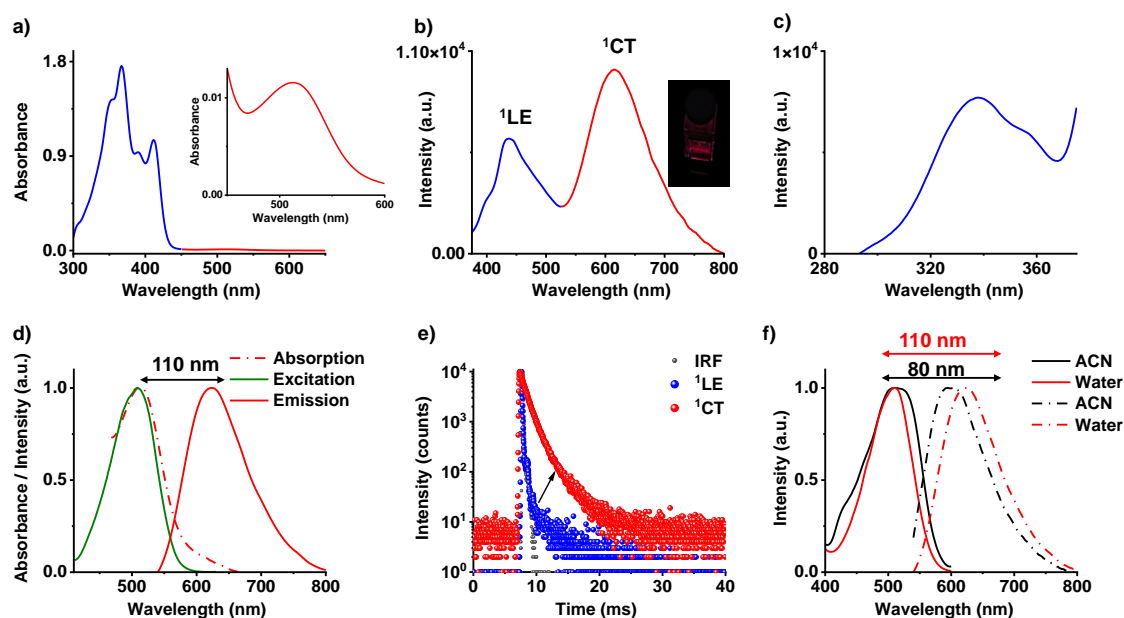 a)
Absorbance
1.8
0.9
0.0
300
400
500
600
Wavelength (nm)
Absorbance
0.01
0.00
500
600
Wavelength (nm)
b)
Intensity (a.u.)
1.10×10⁴
0.00
¹LE
¹CT
400
500
600
700
800
Wavelength (nm)
c)
Intensity (a.u.)
1×10⁴
0
280
320
360
Wavelength (nm)
d)
Absorbance / Intensity (a.u.)
110 nm
Absorption
Excitation
Emission
1.0
0.5
0.0
500
600
700
800
Wavelength (nm)
e)
Intensity (counts)
10⁴
10³
10²
10¹
10⁰
IRF
¹LE
¹CT
0
10
20
30
40
Time (ms)
f)
Intensity (a.u.)
110 nm
80 nm
ACN
Water
ACN
Water
1.0
0.5
0.0
400
500
600
700
800
Wavelength (nm)